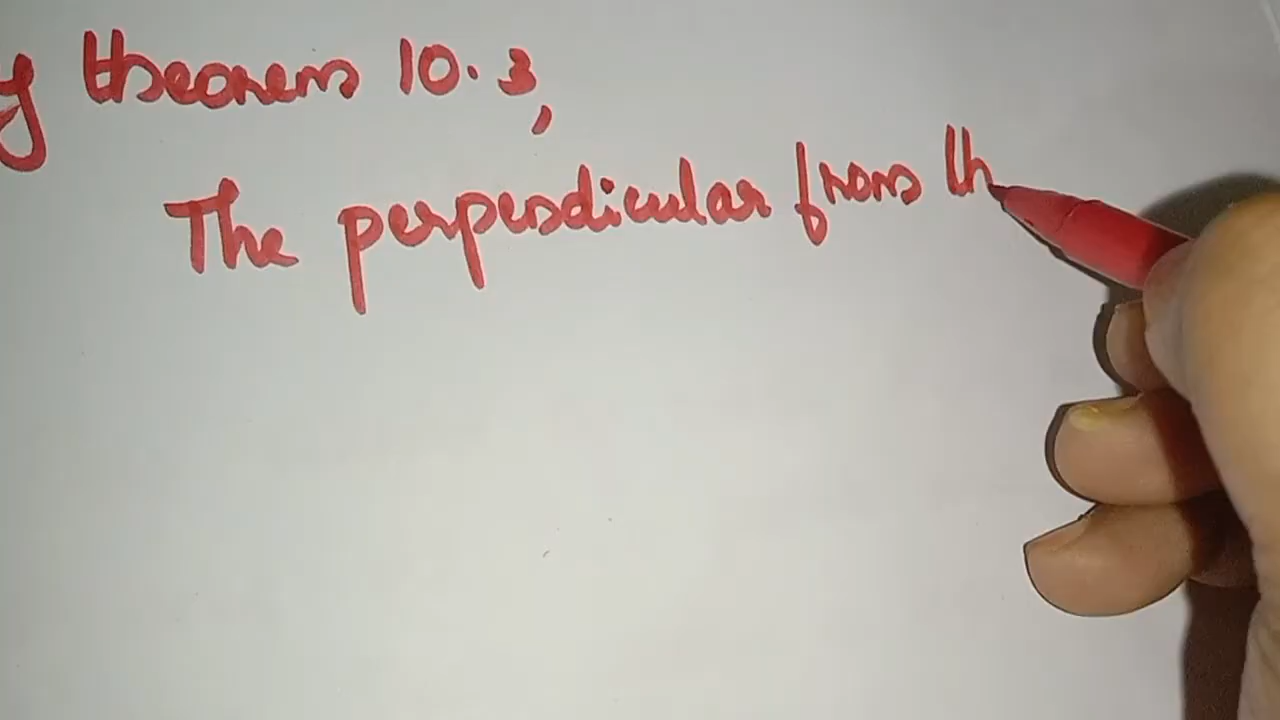 y theorem 10.3,
The perpendicular from th